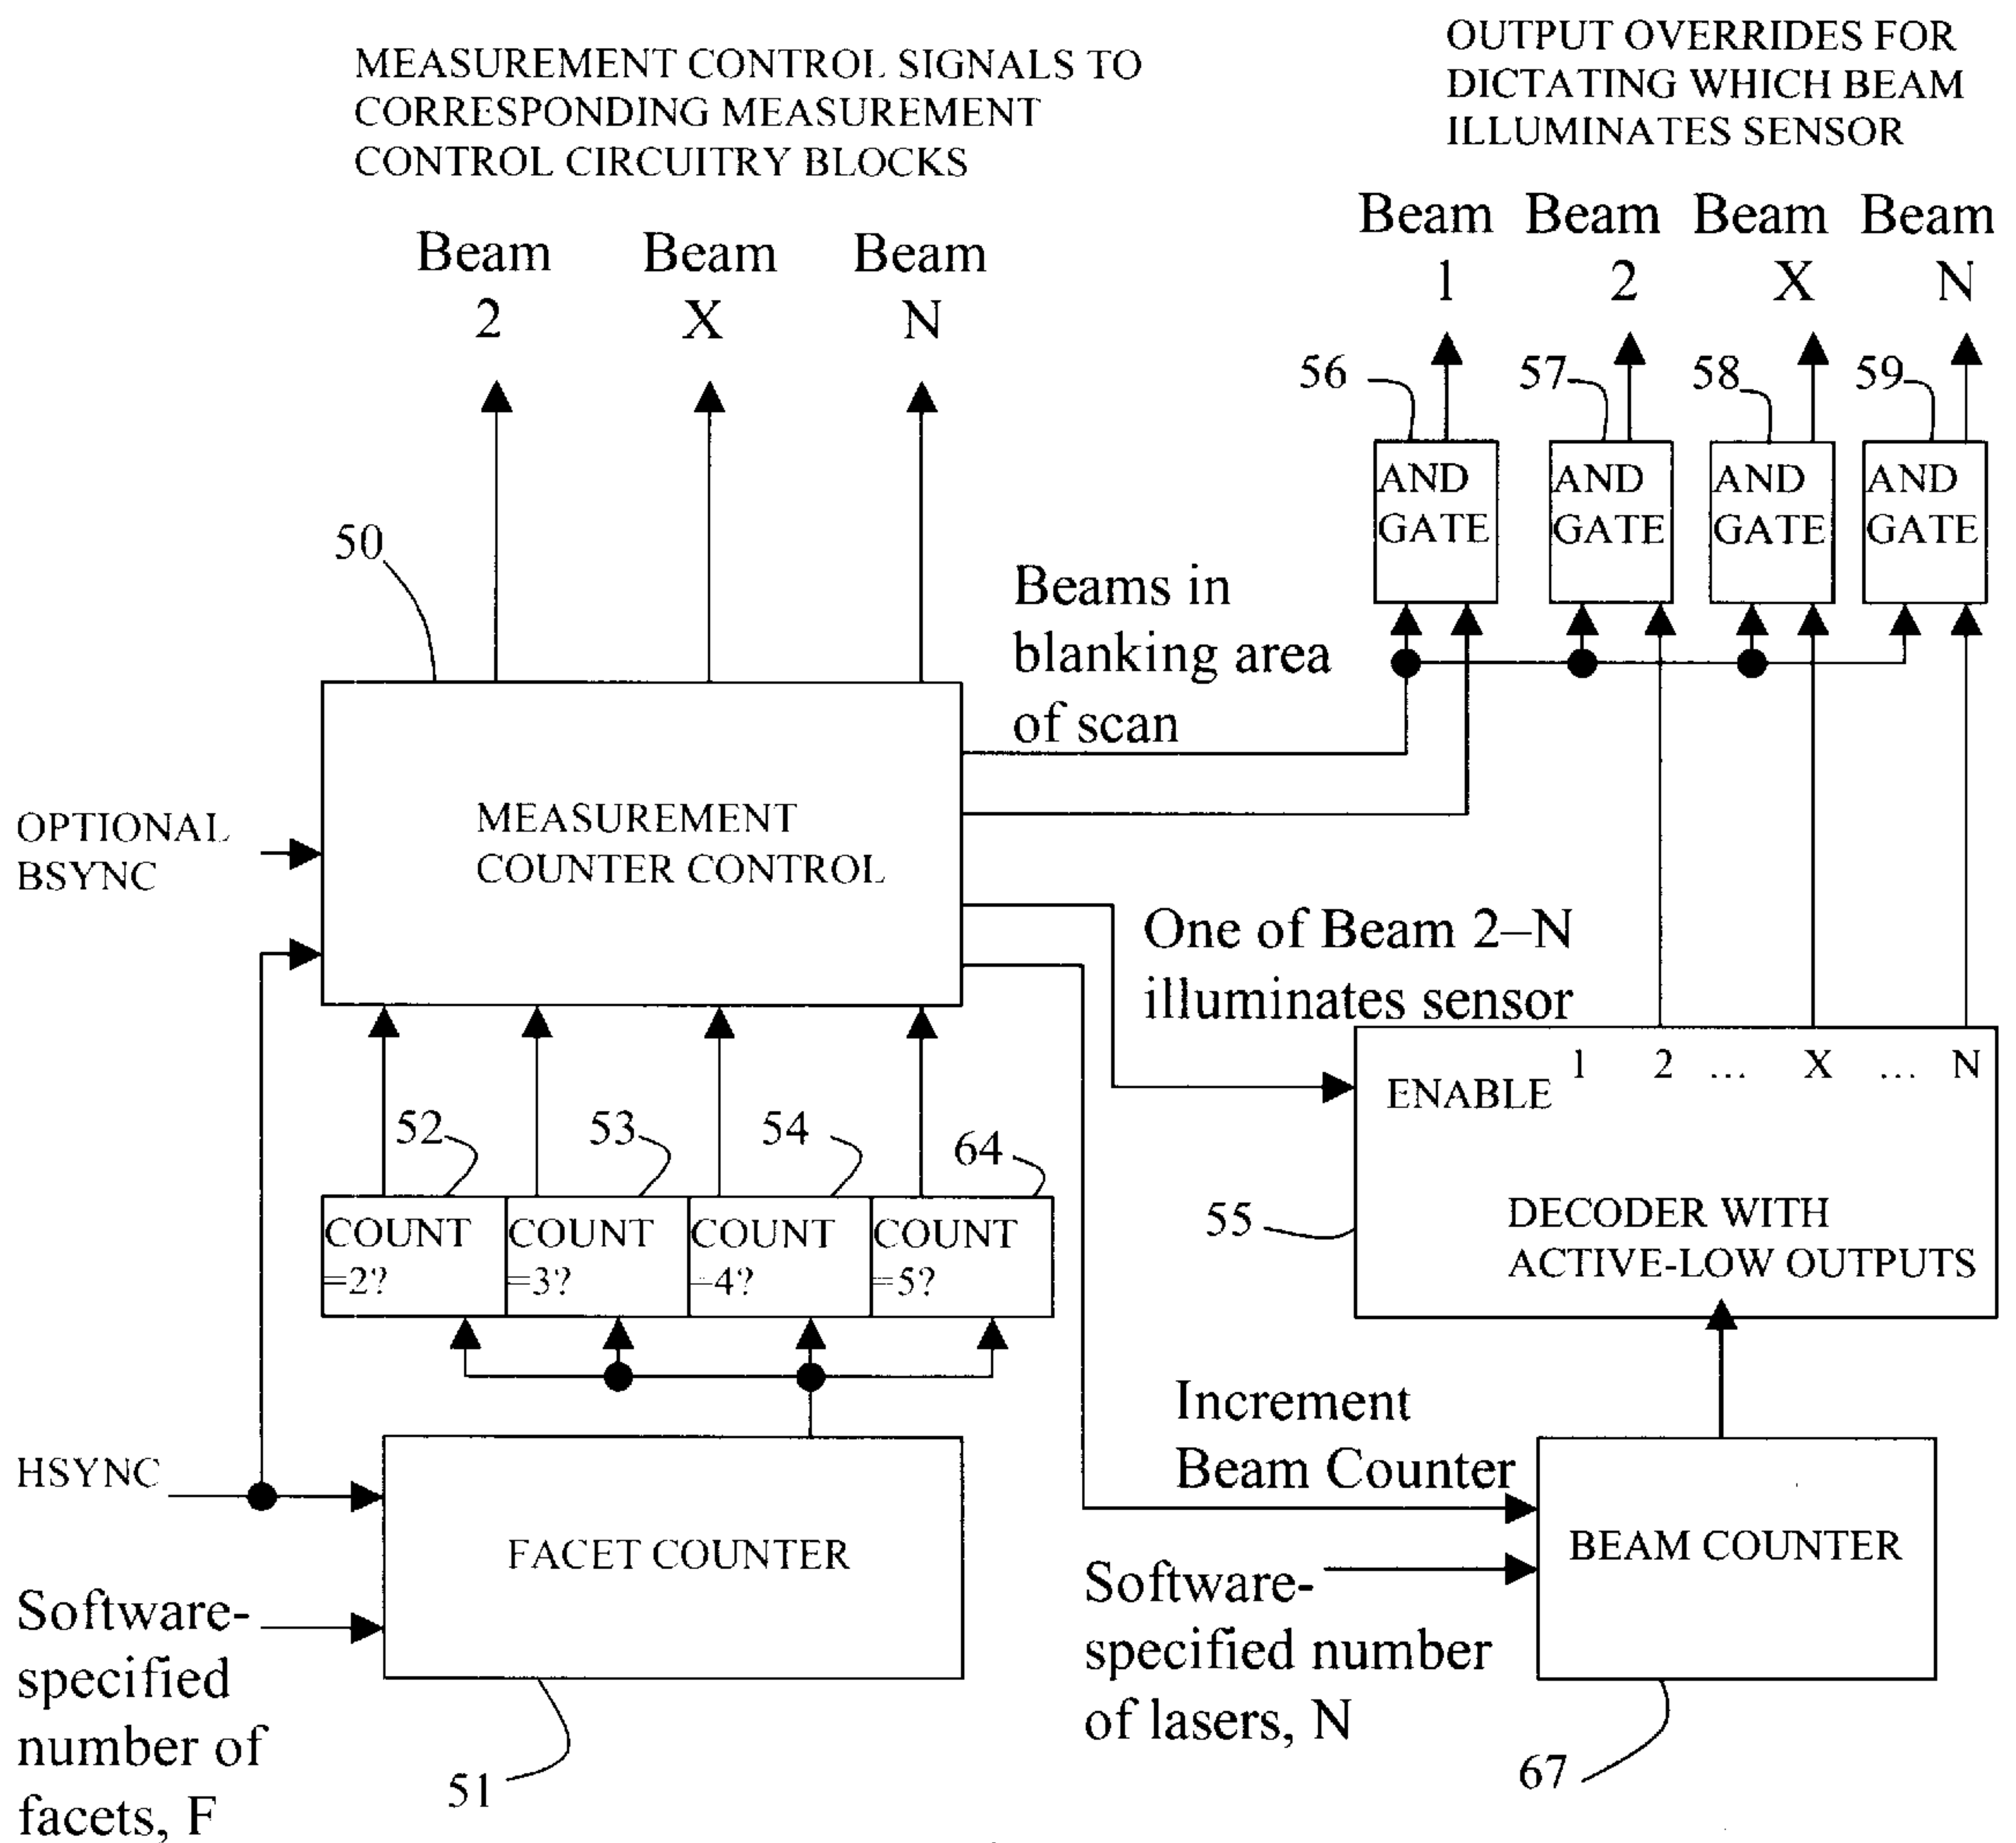 MEASUREMENT CONTROL SIGNALS TO
CORRESPONDING MEASUREMENT
CONTROL CIRCUITRY BLOCKS
OUTPUT OVERRIDES FOR
DICTATING WHICH BEAM
ILLUMINATES SENSOR
Beam 2
Beam X
Beam N
Beam 1
Beam 2
Beam X
Beam N
56
57
58
59
AND
GATE
AND
GATE
AND
GATE
AND
GATE
50
Beams in
blanking area
of scan
OPTIONAL
BSYNC
MEASUREMENT
COUNTER CONTROL
One of Beam 2–N
illuminates sensor
ENABLE
1 2 ... X ... N
DECODER WITH
ACTIVE-LOW OUTPUTS
55
52
53
54
64
COUNT
=2?
COUNT
=3?
COUNT
–4?
COUNT
=5?
HSYNC
FACET COUNTER
Software-
specified
number of
facets, F
51
Increment
Beam Counter
BEAM COUNTER
Software-
specified number
of lasers, N
67